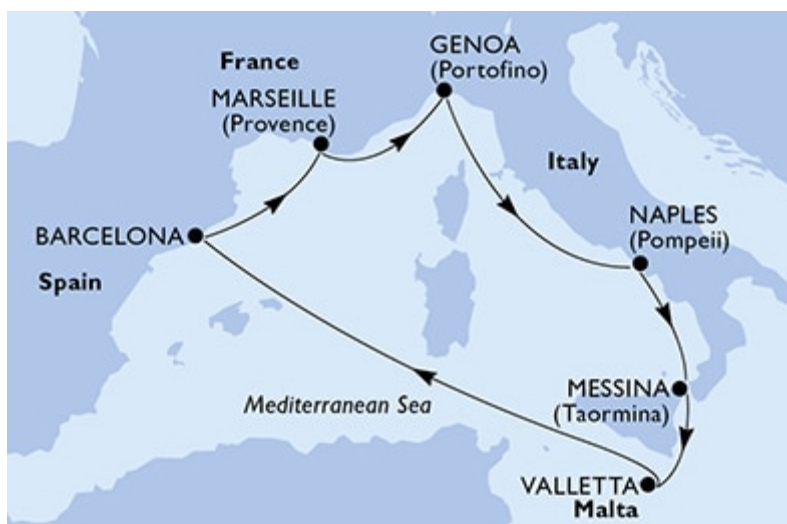 France
GENOA
(Portofino)
MARSEILLE
(Provence)
Italy
NAPLES
(Pompeii)
BARCELONA
Spain
MESSINA
(Taormina)
Mediterranean Sea
VALLETTA
Malta